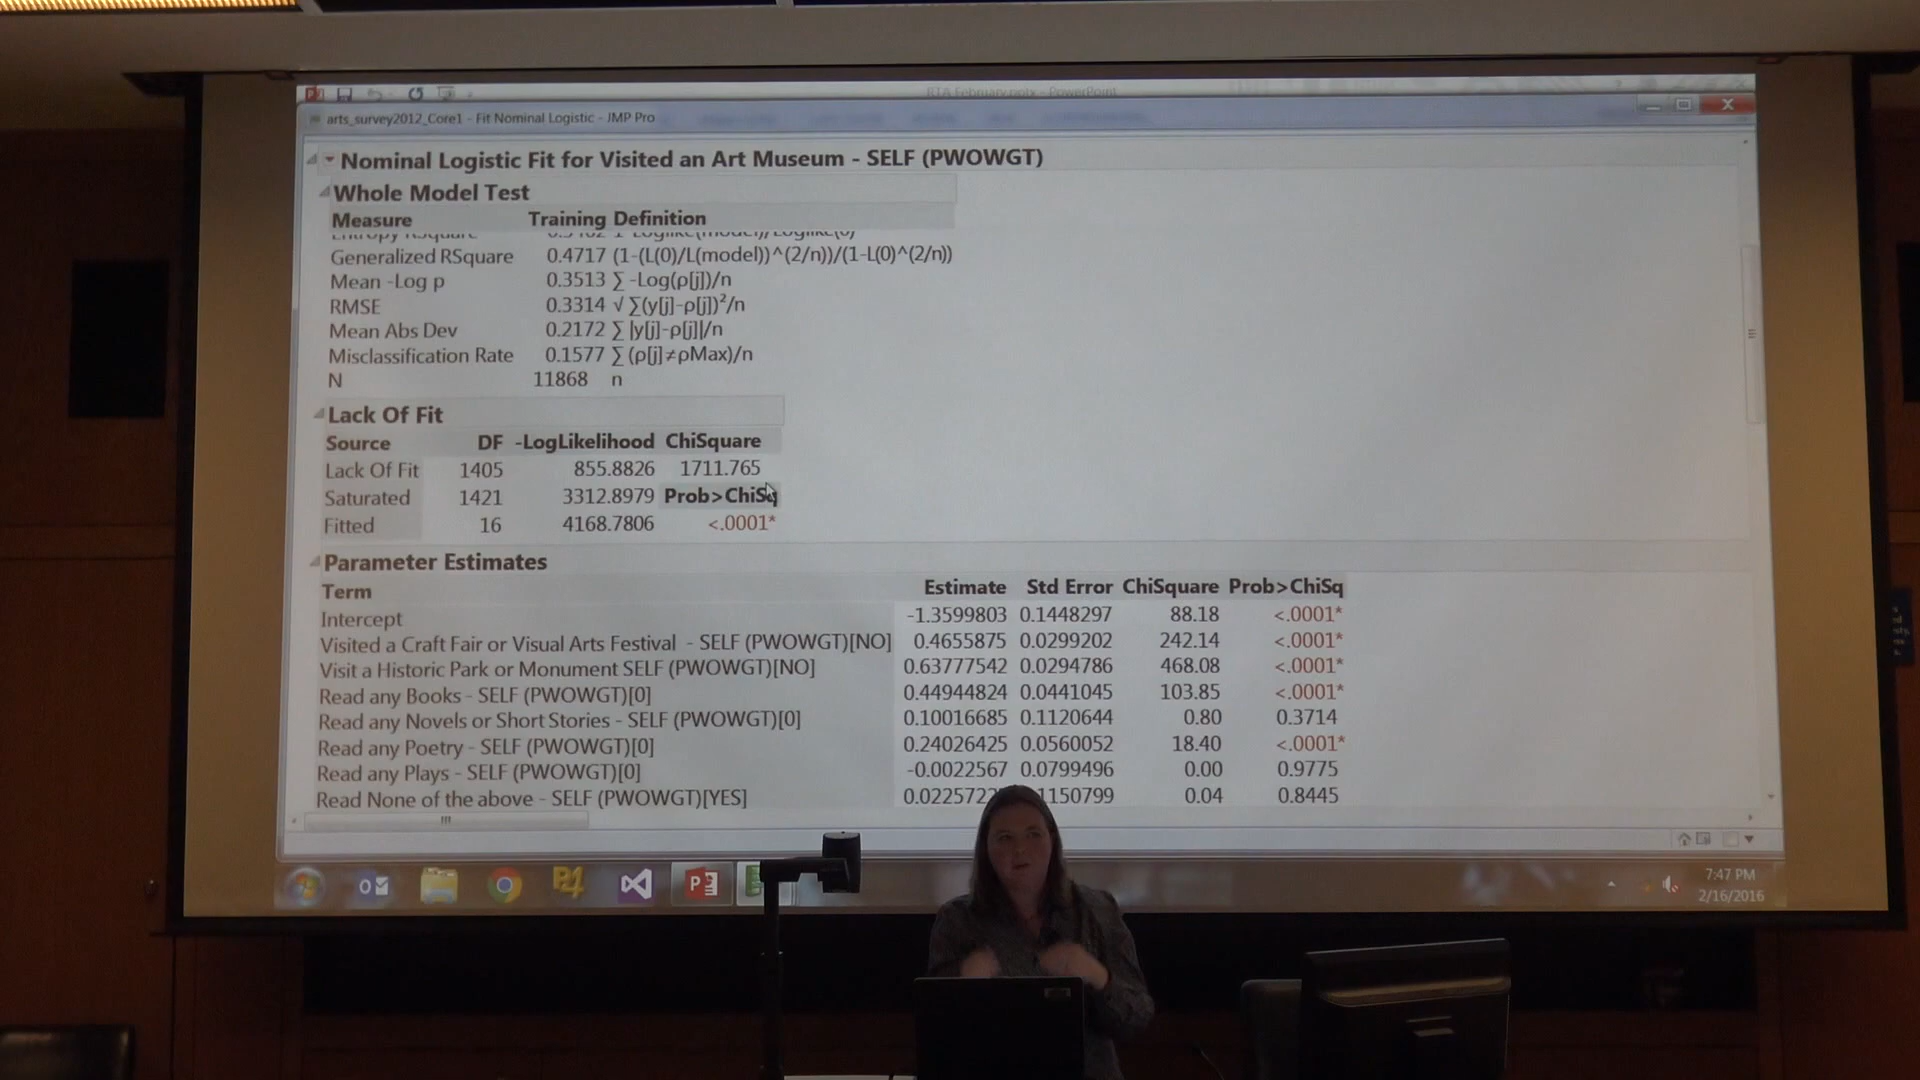 RTA February.pptx - PowerPoint
arts_survey2012_Core1 - Fit Nominal Logistic - JMP Pro
Nominal Logistic Fit for Visited an Art Museum - SELF (PWOWGT)
Whole Model Test
Measure Training Definition
Generalized RSquare 0.4717 (1-(L(0)/L(model))^(2/n))/(1-L(0)^(2/n))
Mean -Log p 0.3513 ∑ -Log(ρ[j])/n
RMSE 0.3314 √ ∑(y[j]-ρ[j])²/n
Mean Abs Dev 0.2172 ∑ |y[j]-ρ[j]|/n
Misclassification Rate 0.1577 ∑ (ρ[j]≠ρMax)/n
N 11868 n
Lack Of Fit
Source DF -LogLikelihood ChiSquare
Lack Of Fit 1405 855.8826 1711.765
Saturated 1421 3312.8979 Prob>ChiSq
Fitted 16 4168.7806 <.0001*
Parameter Estimates
Term Estimate Std Error ChiSquare Prob>ChiSq
Intercept -1.3599803 0.1448297 88.18 <.0001*
Visited a Craft Fair or Visual Arts Festival - SELF (PWOWGT)[NO] 0.4655875 0.0299202 242.14 <.0001*
Visit a Historic Park or Monument SELF (PWOWGT)[NO] 0.63777542 0.0294786 468.08 <.0001*
Read any Books - SELF (PWOWGT)[0] 0.44944824 0.0441045 103.85 <.0001*
Read any Novels or Short Stories - SELF (PWOWGT)[0] 0.10016685 0.1120644 0.80 0.3714
Read any Poetry - SELF (PWOWGT)[0] 0.24026425 0.0560052 18.40 <.0001*
Read any Plays - SELF (PWOWGT)[0] -0.0022567 0.0799496 0.00 0.9775
Read None of the above - SELF (PWOWGT)[YES] 0.04 0.8445
7:47 PM
2/16/2016